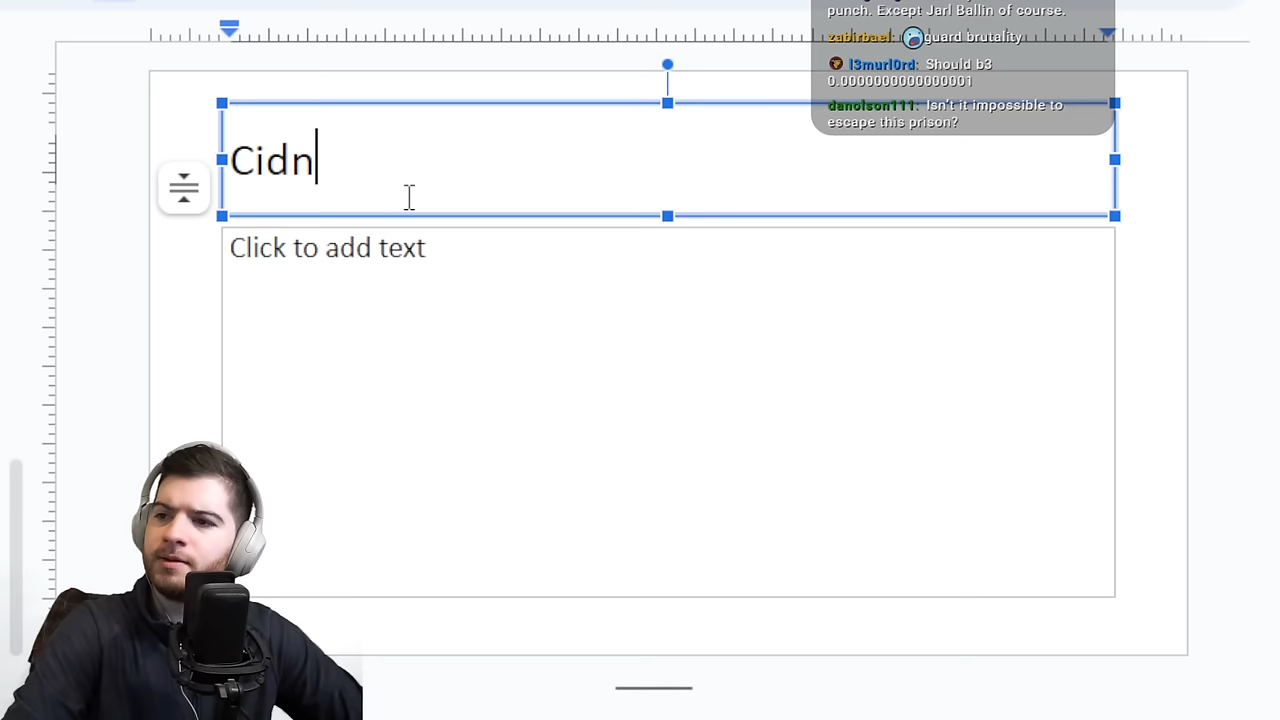 punch. Except Jarl Ballin of course.
zabirbael: guard brutality
l3murl0rd: Should b3
0.0000000000000001
danolson111: Isn't it impossible to
escape this prison?
Cidn
Click to add text